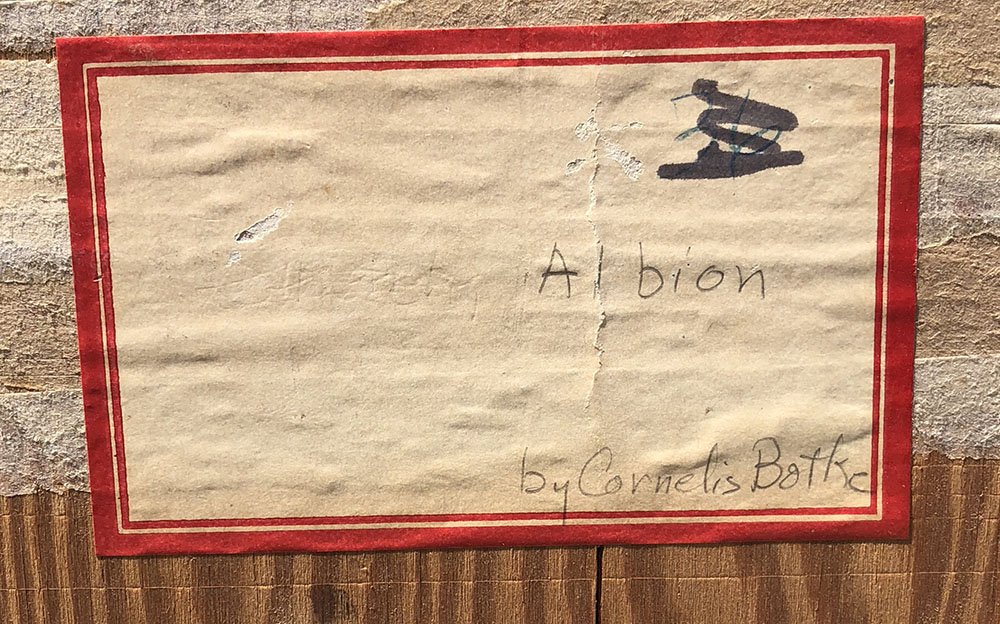 Albion
by Cornelis Botke